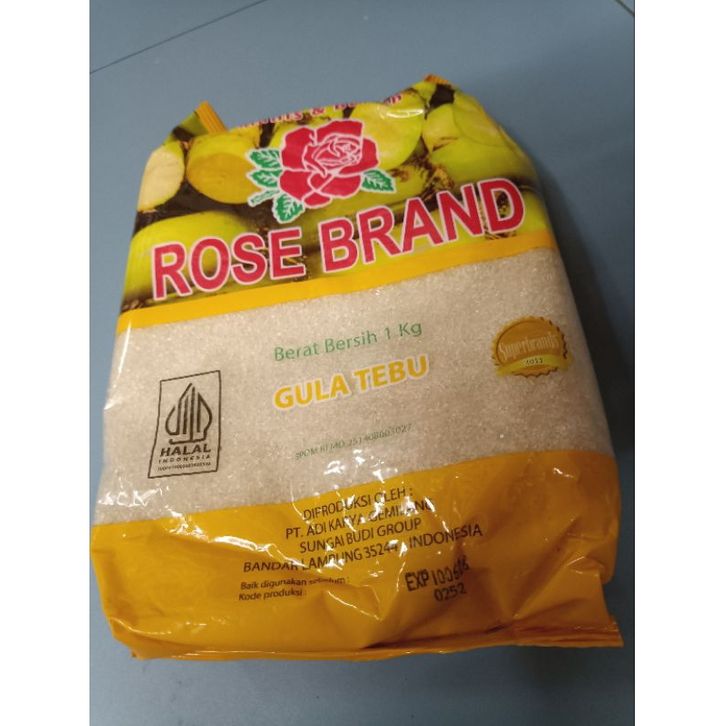 ROSE BRAND
Berat Bersih 1 Kg
Superbrands
GULA TEBU
HALAL
INDONESIA
DIPRODUKSI OLEH :
PT. ADI KARYA GEMILANG
SUNGAI BUDI GROUP
BANDAR LAMPUNG 35244 INDONESIA
Baik digunakan sebelum :
Kode produksi :
EXP
0252